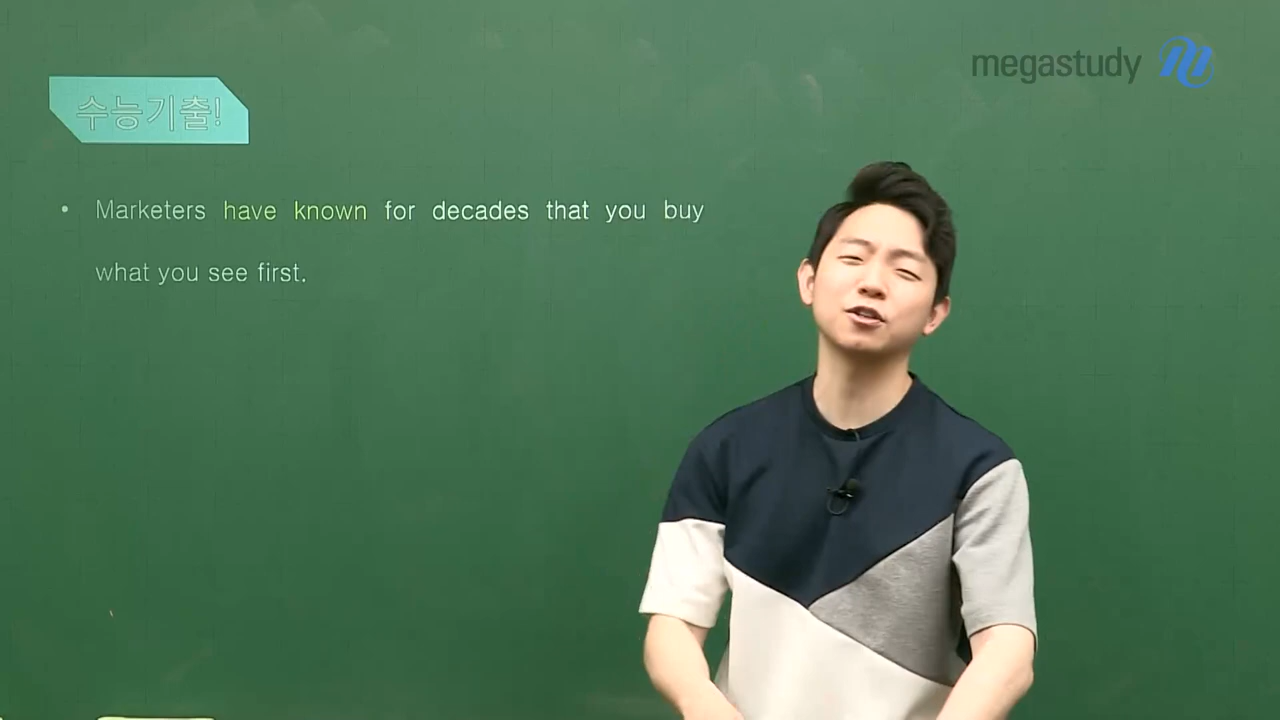 megastudy
수능기출!
• Marketers have known for decades that you buy
what you see first.